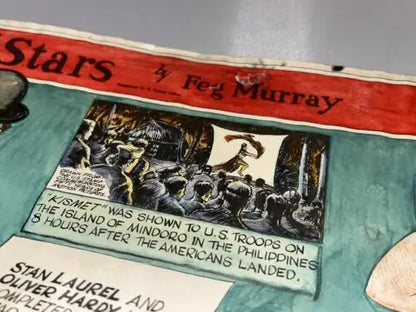 Stars by Feg Murray
"KISMET" WAS SHOWN TO U.S. TROOPS ON
THE ISLAND OF MINDORO IN THE PHILIPPINES
8 HOURS AFTER THE AMERICANS LANDED.
STAN LAUREL AND
OLIVER HARDY
COMPLETE